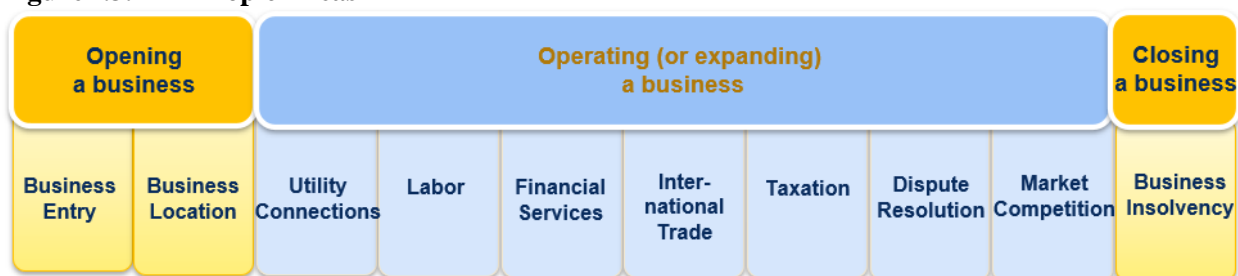 Opening
a business
Operating (or expanding)
a business
Closing
a business
Business
Entry
Business
Location
Utility
Connections
Labor
Financial
Services
Inter-
national
Trade
Taxation
Dispute
Resolution
Market
Competition
Business
Insolvency